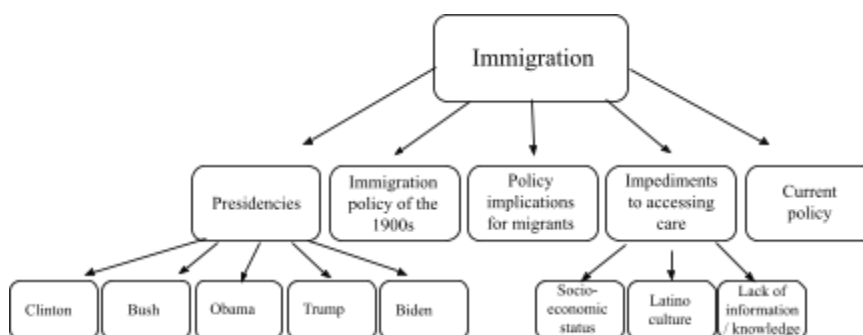 Immigration
Presidencies
Immigration
policy of the
1900s
Policy
implications
for migrants
Impediments
to accessing
care
Current
policy
Clinton
Bush
Obama
Trump
Biden
Socio-
economic
status
Latino
culture
Lack of
information
/ knowledge